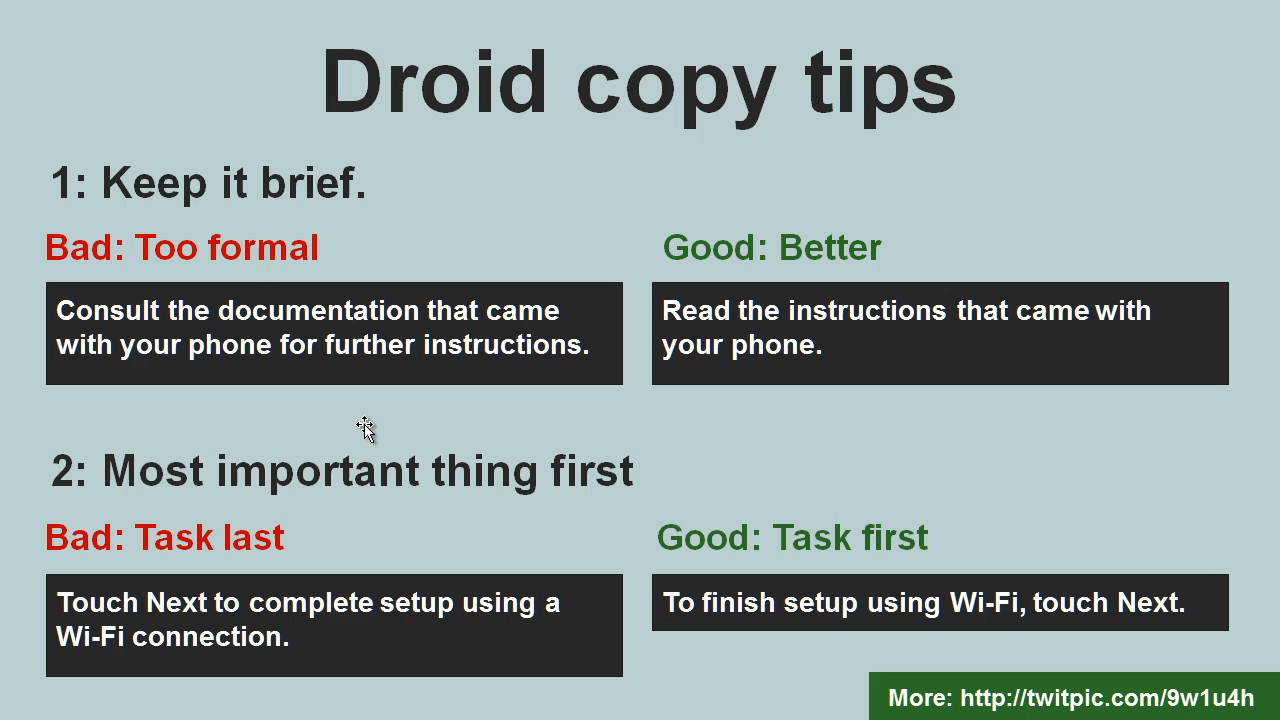 Droid copy tips
1: Keep it brief.
Bad: Too formal
Good: Better
Consult the documentation that came
with your phone for further instructions.
Read the instructions that came with
your phone.
2: Most important thing first
Bad: Task last
Good: Task first
Touch Next to complete setup using a
Wi-Fi connection.
To finish setup using Wi-Fi, touch Next.
More: http://twitpic.com/9w1u4h